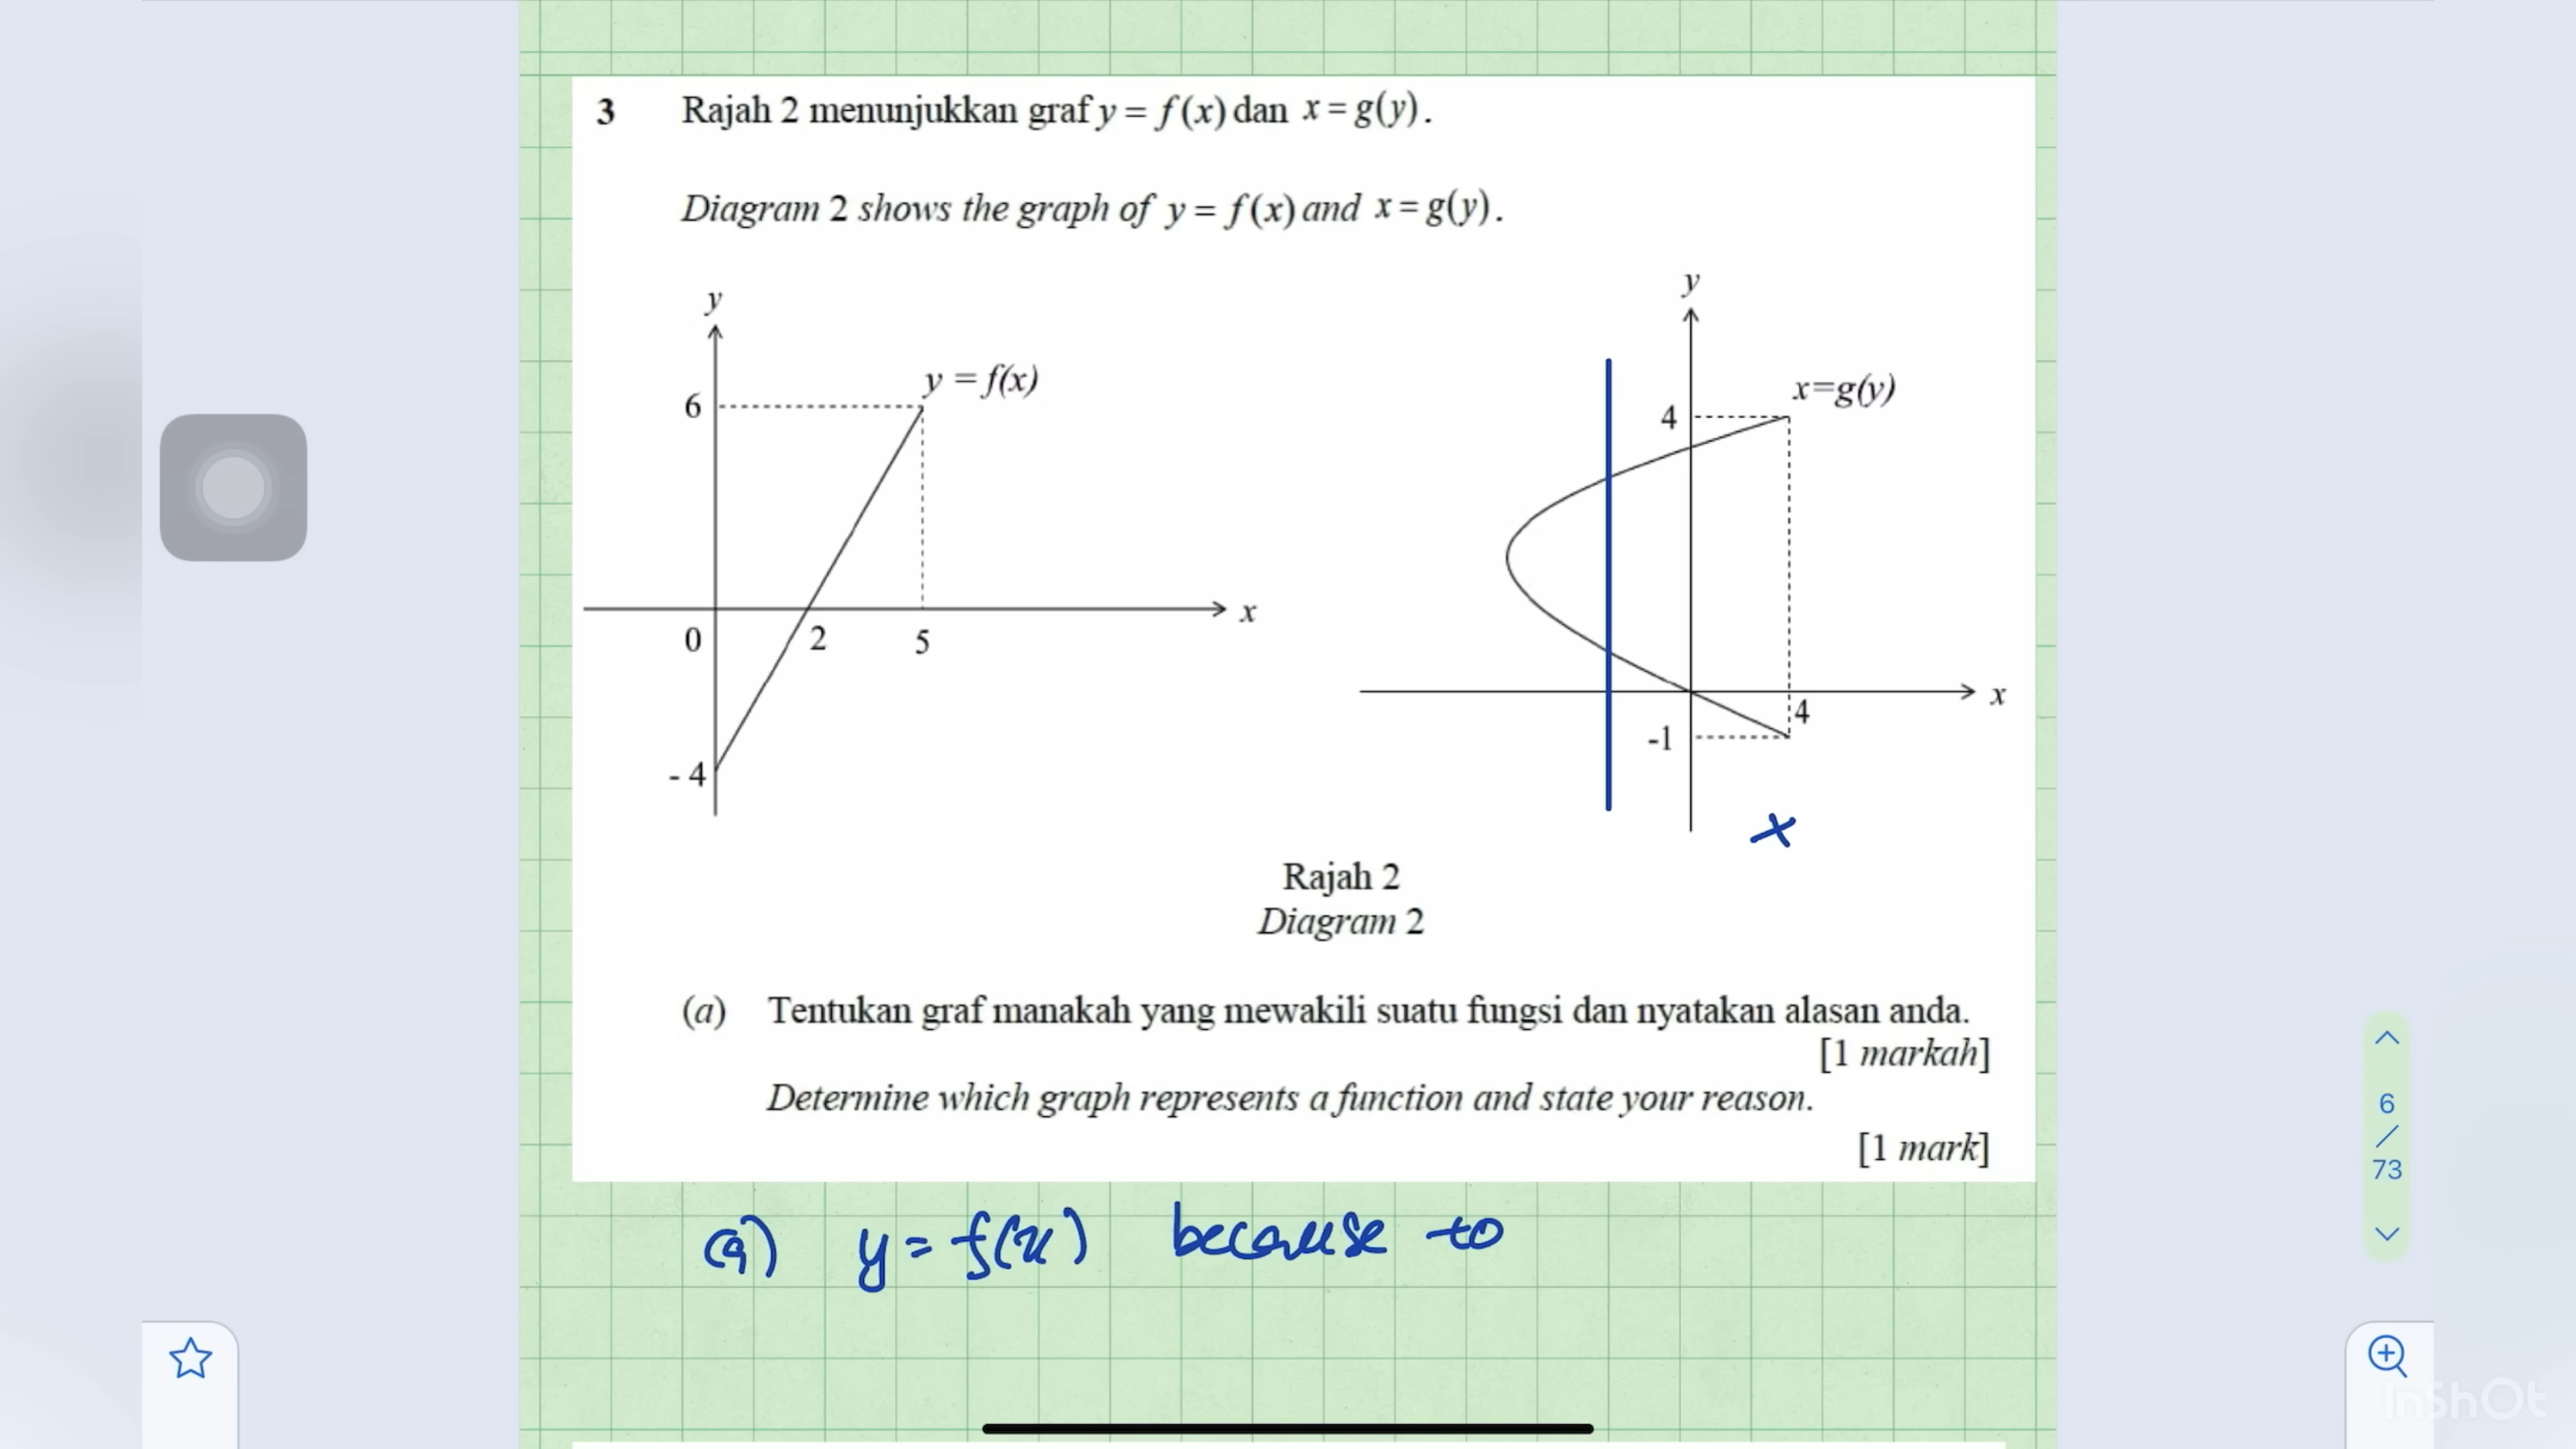 3 Rajah 2 menunjukkan graf y = f(x) dan x = g(y).
Diagram 2 shows the graph of y = f(x) and x = g(y).
y
6
y = f(x)
x
0
2
5
- 4
y
x=g(y)
4
x
4
-1
x
Rajah 2
Diagram 2
(a) Tentukan graf manakah yang mewakili suatu fungsi dan nyatakan alasan anda.
[1 markah]
Determine which graph represents a function and state your reason.
[1 mark]
(a) y = f(x) because to
6
/
73
InShOt